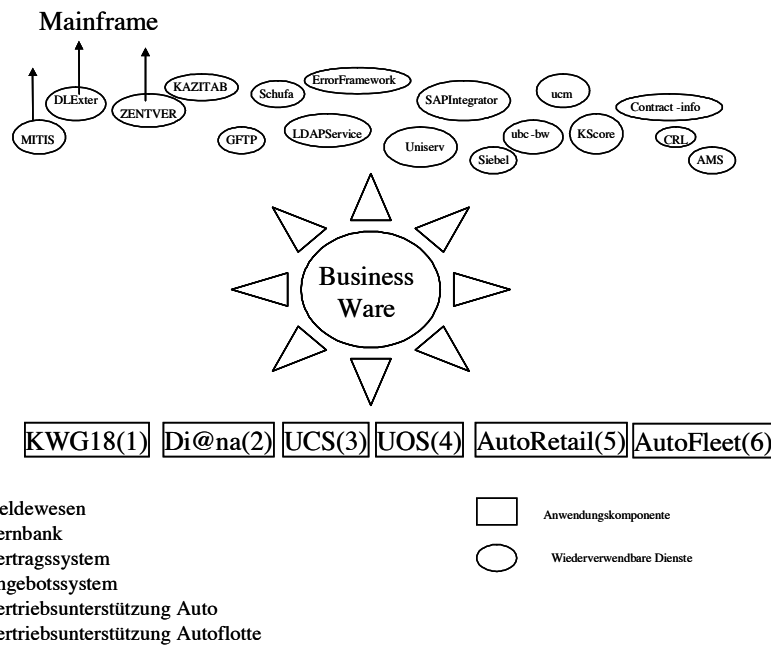 Mainframe
MITIS
DLExter
ZENTVER
KAZITAB
GFTP
Schufa
ErrorFramework
LDAPService
SAPIntegrator
Uniserv
Siebel
ubc -bw
ucm
KScore
Contract -info
CRL
AMS
Business
Ware
KWG18(1)
Di@na(2)
UCS(3)
UOS(4)
AutoRetail(5)
AutoFleet(6)
eldewesen
ernbank
ertragssystem
ngebotssystem
ertriebsunterstützung Auto
ertriebsunterstützung Autoflotte
Anwendungskomponente
Wiederverwendbare Dienste